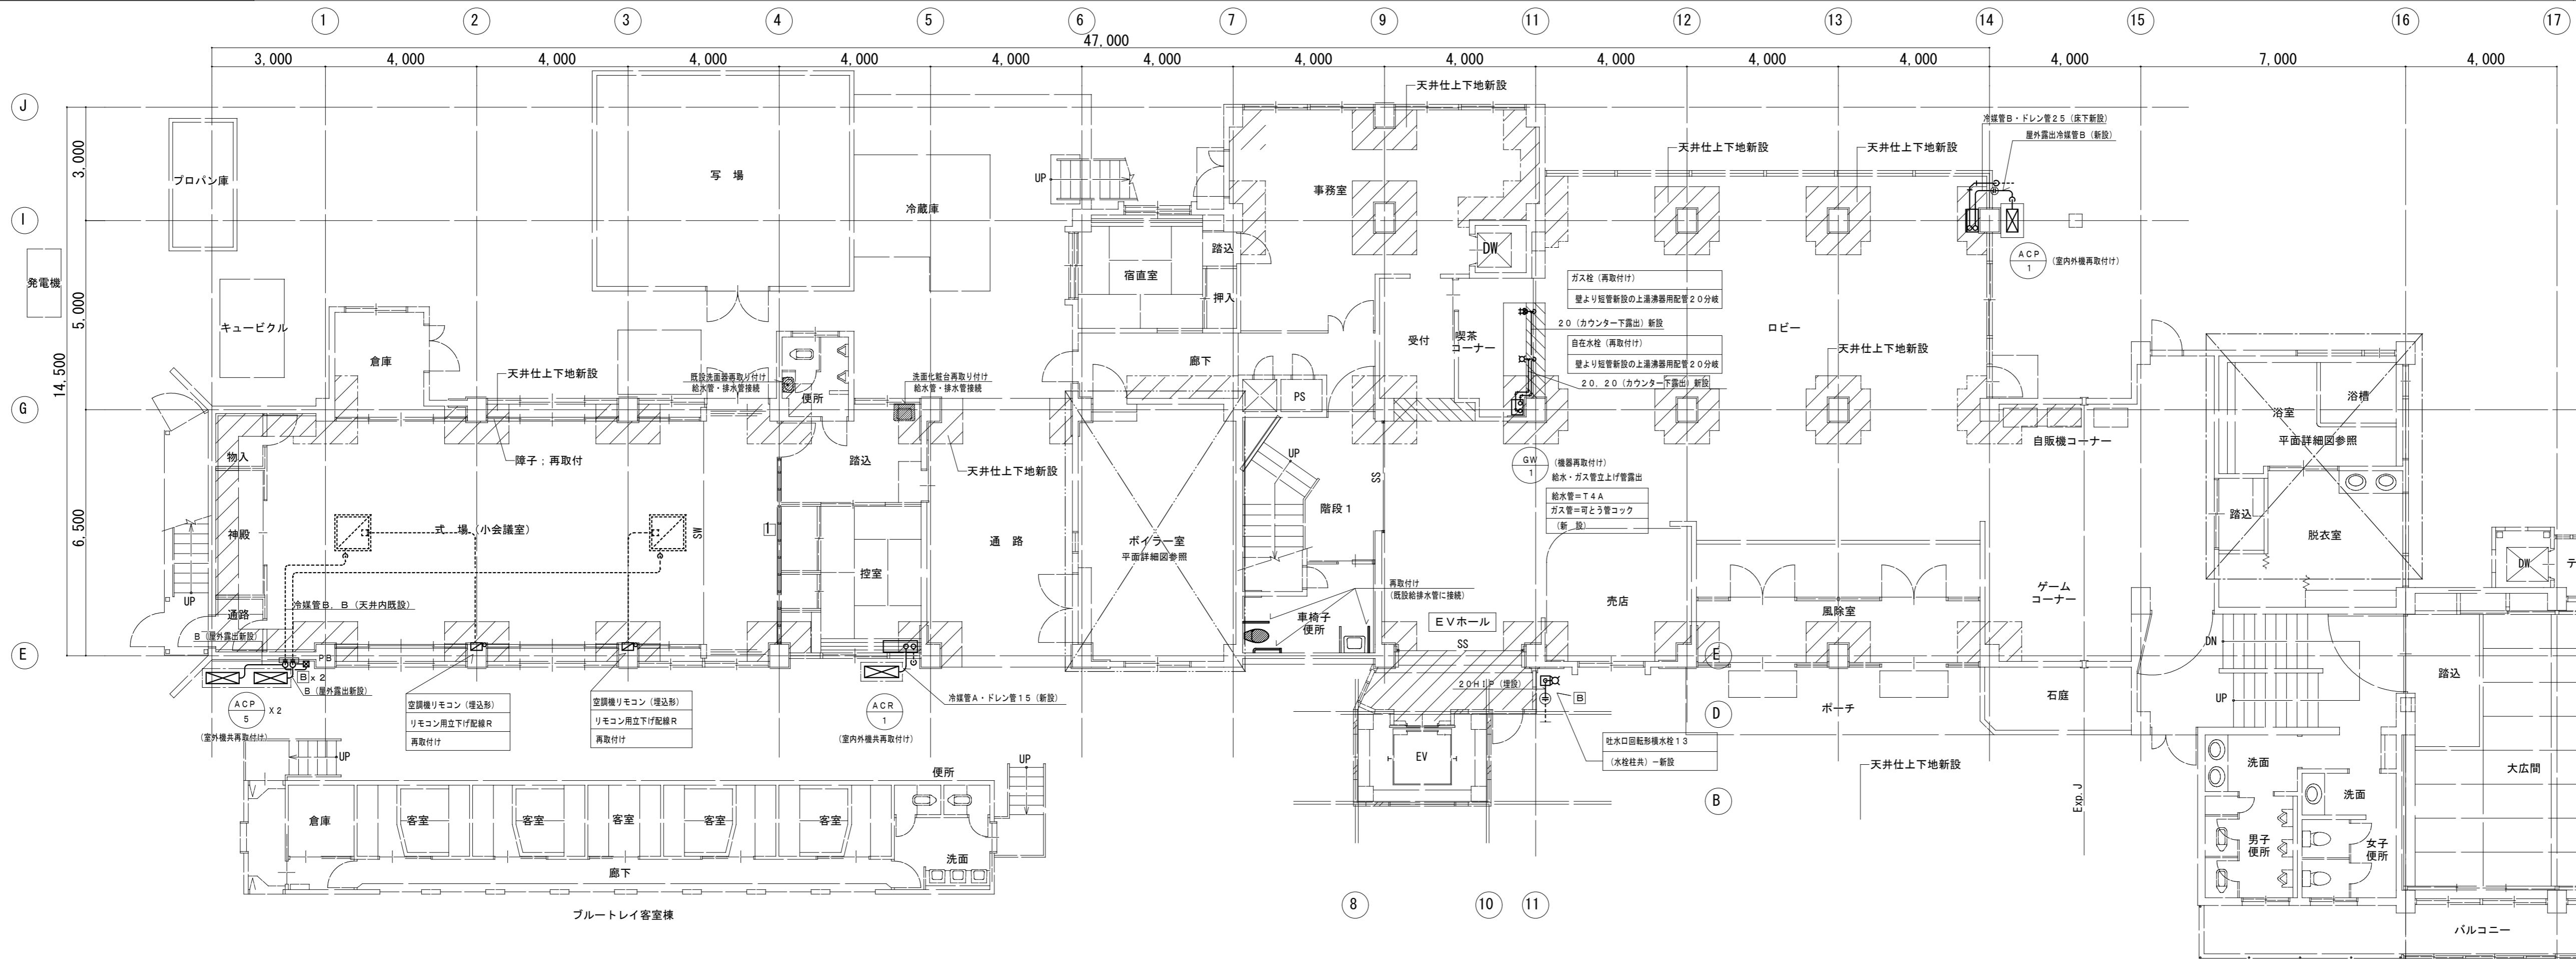 1 2 3 4 5 6 7 9 11 12 13 14 15 16 17
47,000
3,000 4,000 4,000 4,000 4,000 4,000 4,000 4,000 4,000 4,000 4,000 4,000 4,000 7,000 4,000
J
I
G
E
3,000
5,000
6,500
14,500
天井仕上下地新設
冷媒管B・ドレン管25（床下新設）
屋外露出冷媒管B（新設）
天井仕上下地新設
天井仕上下地新設
プロパン庫
写 場
UP
事務室
冷蔵庫
踏込
DW
ACP
1
（室内外機再取付け）
発電機
宿直室
ガス栓（再取付け）
壁より短管新設の上湯沸器用配管20分岐
押入
キュービクル
20（カウンター下露出）新設
ロビー
受付
喫茶
コーナー
自在水栓（再取付け）
壁より短管新設の上湯沸器用配管20分岐
天井仕上下地新設
倉庫
廊下
天井仕上下地新設
既設洗面器再取り付け
給水管・排水管接続
洗面化粧台再取り付け
給水管・排水管接続
20、20（カウンター下露出）新設
便所
PS
浴室
浴槽
平面詳細図参照
自販機コーナー
物入
障子；再取付
踏込
天井仕上下地新設
UP
SS
GW
1
（機器再取付け）
給水・ガス管立上げ管露出
給水管＝T4A
ガス管＝可とう管コック
（新 設）
階段1
踏込
脱衣室
神殿
式 場（小会議室）
SW
1
通 路
ボイラー室
平面詳細図参照
DW
テ
控室
再取付け
（既設給排水管に接続）
売店
ゲーム
コーナー
UP
通路
冷媒管B、B（天井内既設）
車椅子
便所
EVホール
風除室
B（屋外露出新設）
SS
DN
PB
E
B x 2
B（屋外露出新設）
冷媒管A・ドレン管15（新設）
20HIP（埋設）
B
踏込
石庭
UP
ACP
5
X 2
（室外機共再取付け）
空調機リモコン（埋込形）
リモコン用立下げ配線R
再取付け
空調機リモコン（埋込形）
リモコン用立下げ配線R
再取付け
ACR
1
（室内外機共再取付け）
D
ポーチ
吐水口回転形横水栓13
（水栓柱共）－新設
EV
UP
UP
便所
天井仕上下地新設
洗面
大広間
B
Exp.J
洗面
倉庫
客室
客室
客室
客室
客室
洗面
男子
便所
女子
便所
廊下
8 10 11
ブルートレイ客室棟
バルコニー